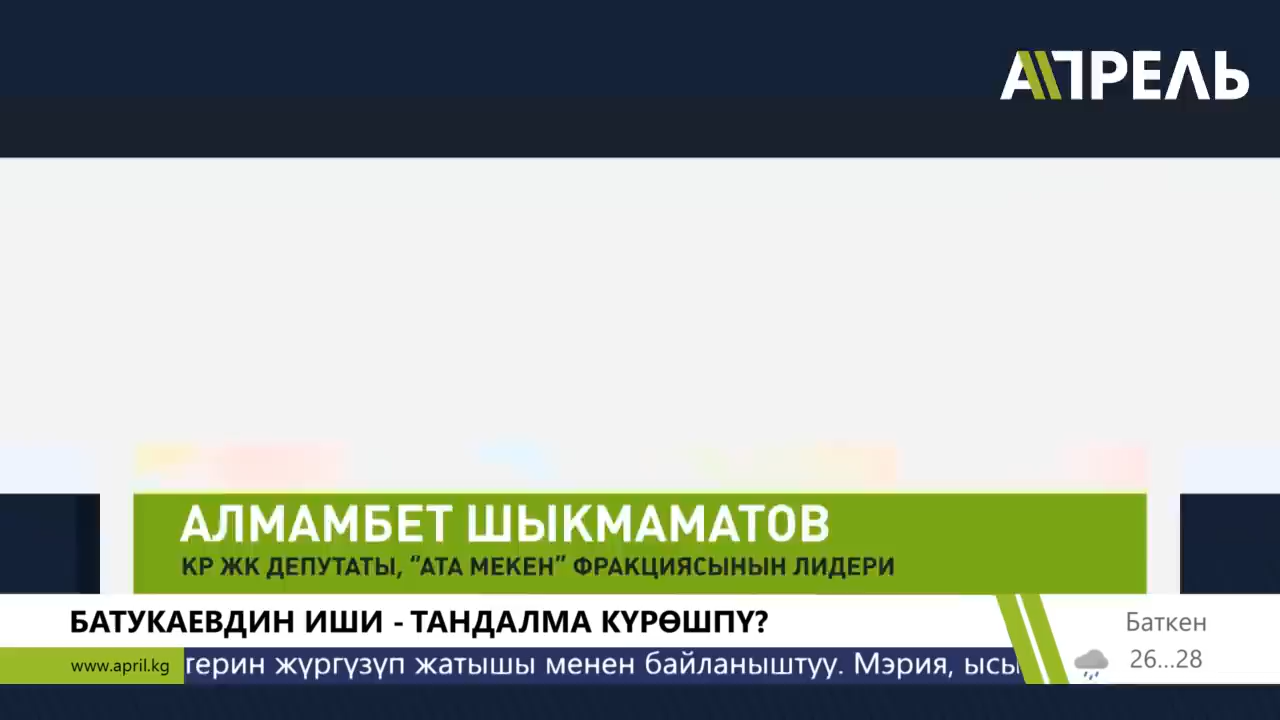 АПРЕЛЬ
АЛМАМБЕТ ШЫКМАМАТОВ
КР ЖК ДЕПУТАТЫ, “АТА МЕКЕН” ФРАКЦИЯСЫНЫН ЛИДЕРИ
БАТУКАЕВДИН ИШИ - ТАНДАЛМА КҮРӨШПҮ?
Баткен
26...28
www.april.kg
терин жүргүзүп жатышы менен байланыштуу. Мэрия, ысы